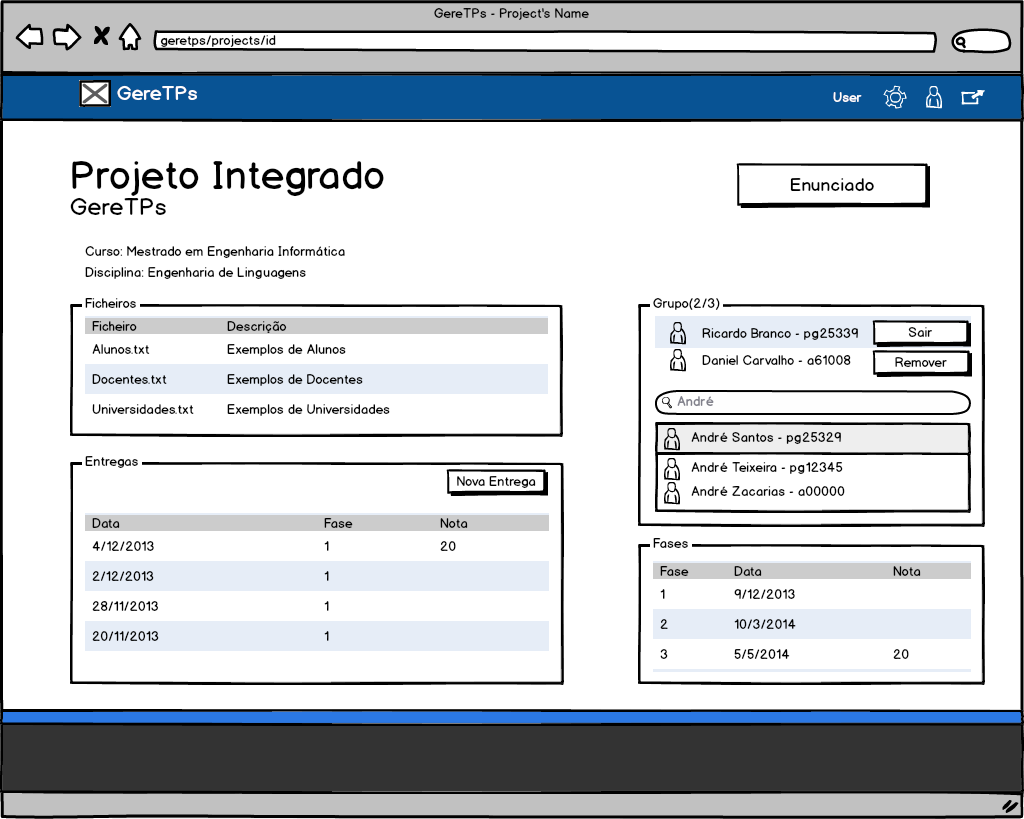 GereTPs - Project's Name
geretps/projects/id
GereTPs
User
Projeto Integrado
GereTPs
Enunciado
Curso: Mestrado em Engenharia Informática
Disciplina: Engenharia de Linguagens
Ficheiros
Ficheiro Descrição
Alunos.txt Exemplos de Alunos
Docentes.txt Exemplos de Docentes
Universidades.txt Exemplos de Universidades
Entregas
Nova Entrega
Data Fase Nota
4/12/2013 1 20
2/12/2013 1
28/11/2013 1
20/11/2013 1
Grupo(2/3)
Ricardo Branco - pg25339 Sair
Daniel Carvalho - a61008 Remover
André
André Santos - pg25329
André Teixeira - pg12345
André Zacarias - a00000
Fases
Fase Data Nota
1 9/12/2013
2 10/3/2014
3 5/5/2014 20